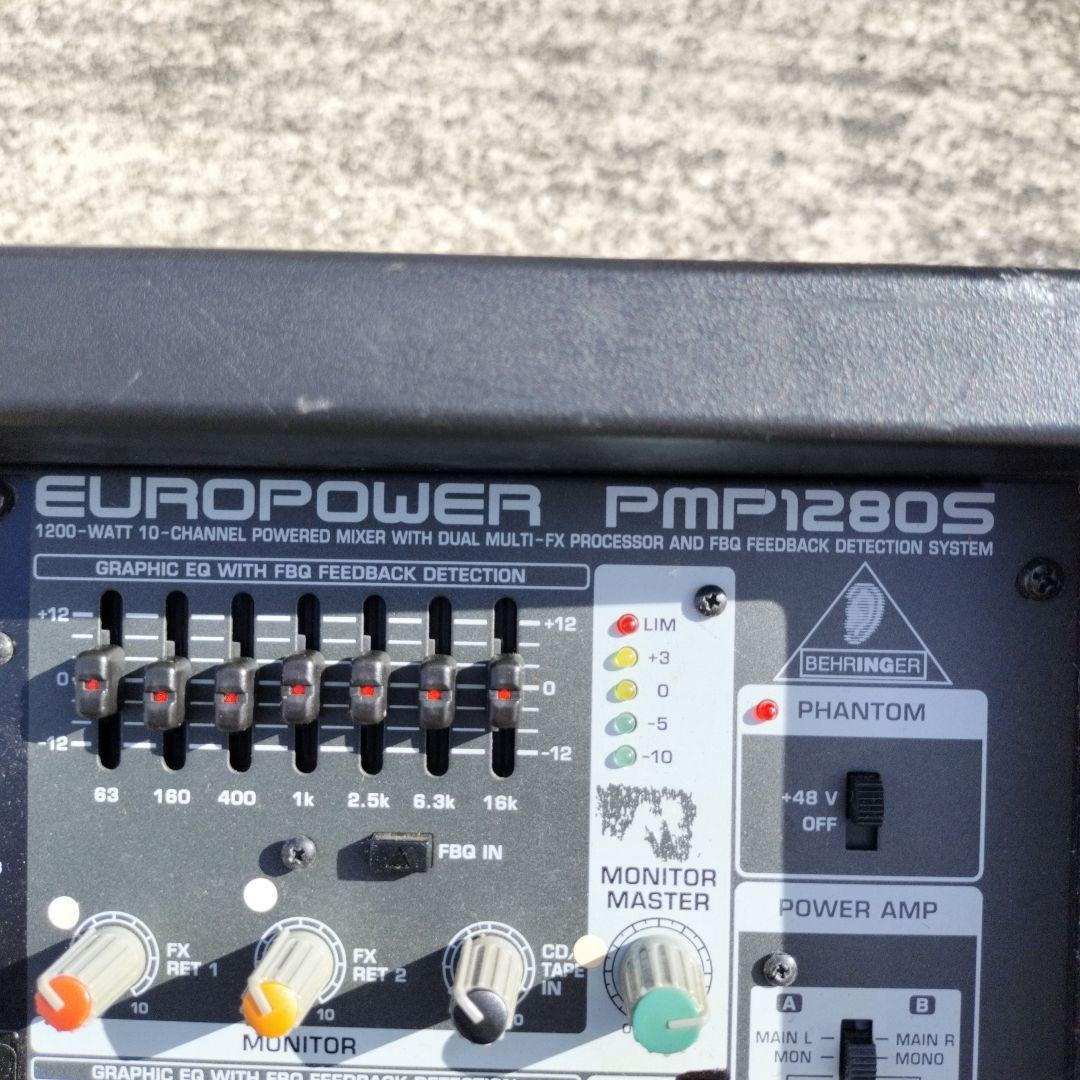 EUROPOWER PMP1280S
1200-WATT 10-CHANNEL POWERED MIXER WITH DUAL MULTI-FX PROCESSOR AND FBQ FEEDBACK DETECTION SYSTEM
GRAPHIC EQ WITH FBQ FEEDBACK DETECTION
+12 +12
0 0
-12 -12
63 160 400 1k 2.5k 6.3k 16k
FBQ IN
FX
RET 1
10
FX
RET 2
10
CD/
TAPE
IN
MONITOR
GRAPHIC EQ WITH FBQ FEEDBACK DETECTION
LIM
+3
0
-5
-10
MONITOR
MASTER
0
BEHRINGER
PHANTOM
+48 V
OFF
POWER AMP
A B
MAIN L MAIN R
MON MONO